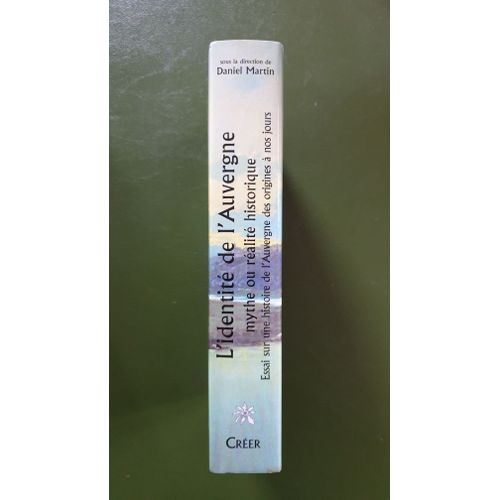 sous la direction de
Daniel Martin
L'identité de l'Auvergne
mythe ou réalité historique
Essai sur une histoire de l'Auvergne des origines à nos jours
CRÉER